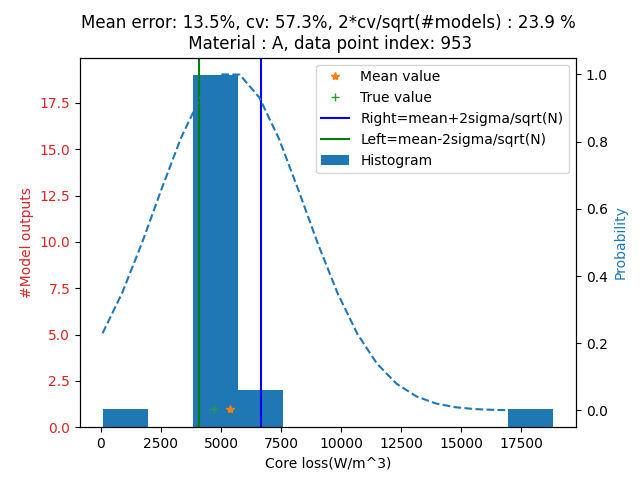 Mean error: 13.5%, cv: 57.3%, 2*cv/sqrt(#models) : 23.9 %
Material : A, data point index: 953
Mean value
True value
Right=mean+2sigma/sqrt(N)
Left=mean-2sigma/sqrt(N)
Histogram
#Model outputs
17.5
15.0
12.5
10.0
7.5
5.0
2.5
0.0
1.0
0.8
0.6
0.4
0.2
0.0
Probability
0 2500 5000 7500 10000 12500 15000 17500
Core loss(W/m^3)